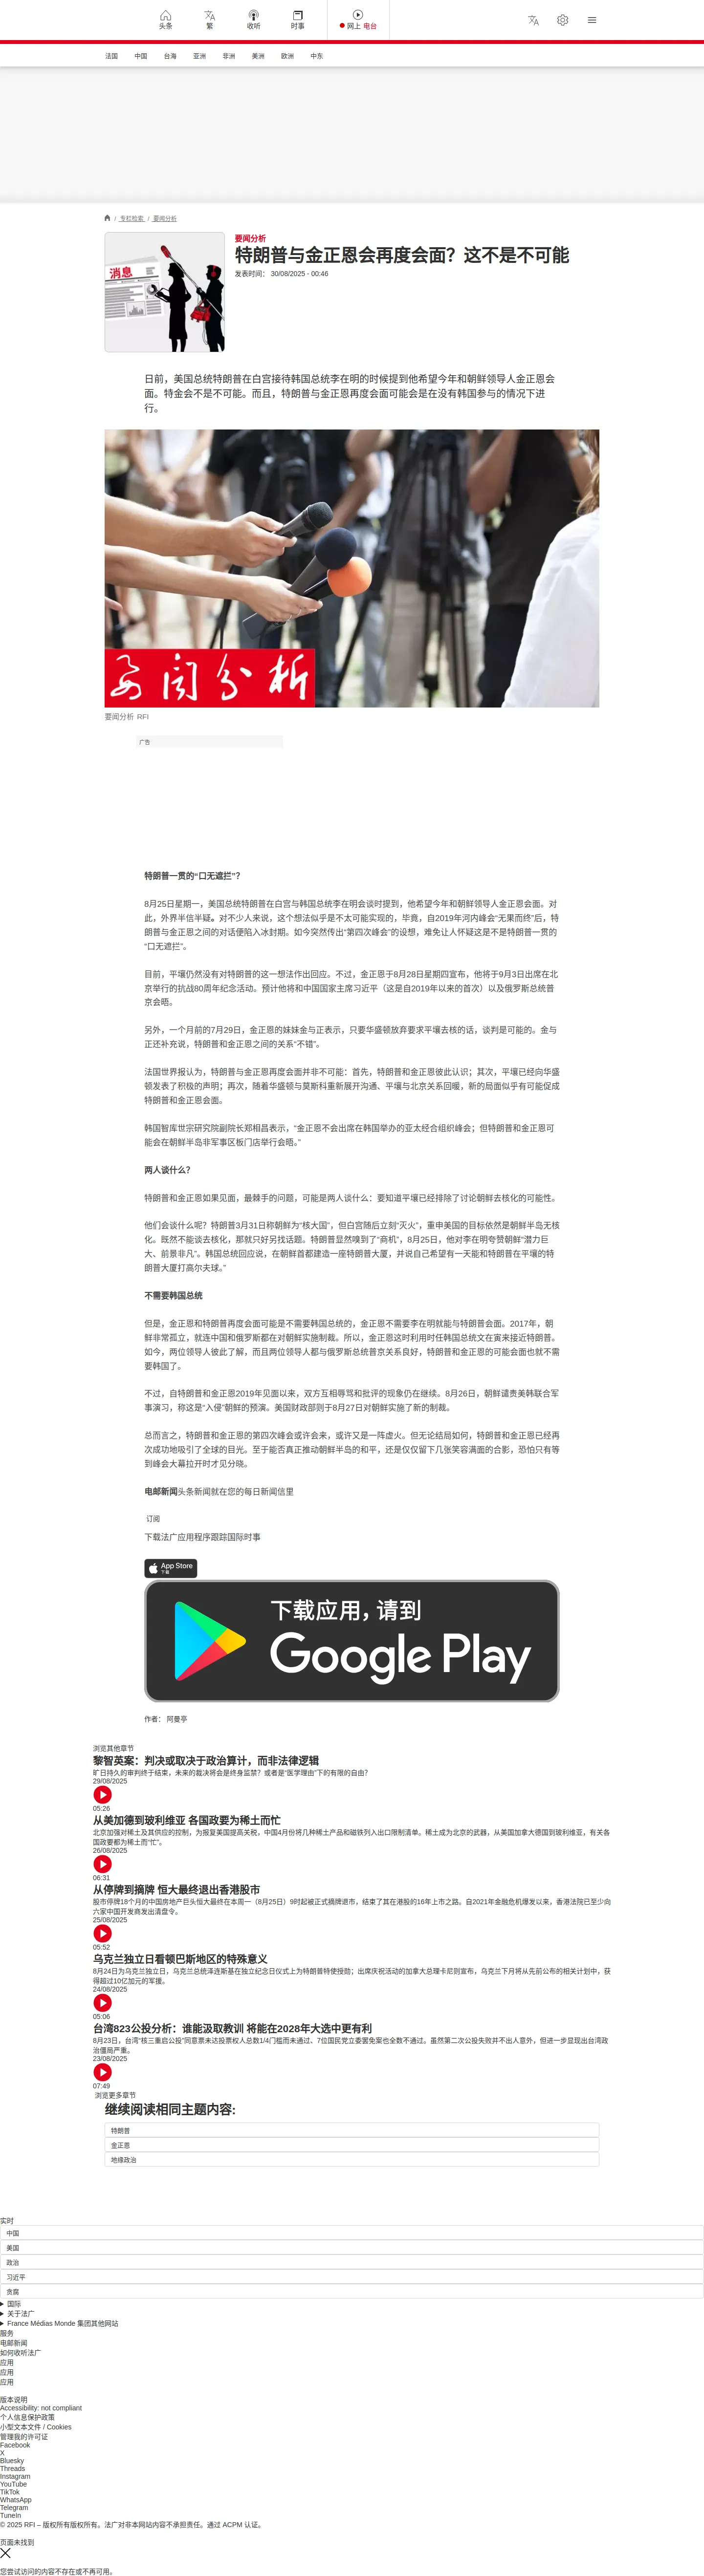 头条
繁
收听
时事
网上 电台
法国
中国
台海
亚洲
非洲
美洲
欧洲
中东
/ 专栏检索 / 要闻分析
消息
要闻分析
特朗普与金正恩会再度会面？这不是不可能
发表时间： 30/08/2025 - 00:46
日前，美国总统特朗普在白宫接待韩国总统李在明的时候提到他希望今年和朝鲜领导人金正恩会
面。特金会不是不可能。而且，特朗普与金正恩再度会面可能会是在没有韩国参与的情况下进
行。
要闻分析
要闻分析 RFI
广告
特朗普一贯的“口无遮拦”？
8月25日星期一，美国总统特朗普在白宫与韩国总统李在明会谈时提到，他希望今年和朝鲜领导人金正恩会面。对
此，外界半信半疑。对不少人来说，这个想法似乎是不太可能实现的，毕竟，自2019年河内峰会“无果而终”后，特
朗普与金正恩之间的对话便陷入冰封期。如今突然传出“第四次峰会”的设想，难免让人怀疑这是不是特朗普一贯的
“口无遮拦”。
目前，平壤仍然没有对特朗普的这一想法作出回应。不过，金正恩于8月28日星期四宣布，他将于9月3日出席在北
京举行的抗战80周年纪念活动。预计他将和中国国家主席习近平（这是自2019年以来的首次）以及俄罗斯总统普
京会晤。
另外，一个月前的7月29日，金正恩的妹妹金与正表示，只要华盛顿放弃要求平壤去核的话，谈判是可能的。金与
正还补充说，特朗普和金正恩之间的关系“不错”。
法国世界报认为，特朗普与金正恩再度会面并非不可能：首先，特朗普和金正恩彼此认识；其次，平壤已经向华盛
顿发表了积极的声明；再次，随着华盛顿与莫斯科重新展开沟通、平壤与北京关系回暖，新的局面似乎有可能促成
特朗普和金正恩会面。
韩国智库世宗研究院副院长郑相昌表示，“金正恩不会出席在韩国举办的亚太经合组织峰会；但特朗普和金正恩可
能会在朝鲜半岛非军事区板门店举行会晤。”
两人谈什么？
特朗普和金正恩如果见面，最棘手的问题，可能是两人谈什么：要知道平壤已经排除了讨论朝鲜去核化的可能性。
他们会谈什么呢？特朗普3月31日称朝鲜为“核大国”，但白宫随后立刻“灭火”，重申美国的目标依然是朝鲜半岛无核
化。既然不能谈去核化，那就只好另找话题。特朗普显然嗅到了“商机”，8月25日，他对李在明夸赞朝鲜“潜力巨
大、前景非凡”。韩国总统回应说，在朝鲜首都建造一座特朗普大厦，并说自己希望有一天能和特朗普在平壤的特
朗普大厦打高尔夫球。”
不需要韩国总统
但是，金正恩和特朗普再度会面可能是不需要韩国总统的，金正恩不需要李在明就能与特朗普会面。2017年，朝
鲜非常孤立，就连中国和俄罗斯都在对朝鲜实施制裁。所以，金正恩这时利用时任韩国总统文在寅来接近特朗普。
如今，两位领导人彼此了解，而且两位领导人都与俄罗斯总统普京关系良好，特朗普和金正恩的可能会面也就不需
要韩国了。
不过，自特朗普和金正恩2019年见面以来，双方互相辱骂和批评的现象仍在继续。8月26日，朝鲜谴责美韩联合军
事演习，称这是“入侵”朝鲜的预演。美国财政部则于8月27日对朝鲜实施了新的制裁。
总而言之，特朗普和金正恩的第四次峰会或许会来，或许又是一阵虚火。但无论结局如何，特朗普和金正恩已经再
次成功地吸引了全球的目光。至于能否真正推动朝鲜半岛的和平，还是仅仅留下几张笑容满面的合影，恐怕只有等
到峰会大幕拉开时才见分晓。
电邮新闻头条新闻就在您的每日新闻信里
订阅
下载法广应用程序跟踪国际时事
App Store
下载
下载应用，请到
Google Play
作者： 阿曼亭
浏览其他章节
黎智英案：判决或取决于政治算计，而非法律逻辑
旷日持久的审判终于结束，未来的裁决将会是终身监禁？或者是“医学理由”下的有限的自由？
29/08/2025
05:26
从美加德到玻利维亚 各国政要为稀土而忙
北京加强对稀土及其供应的控制，为报复美国提高关税，中国4月份将几种稀土产品和磁铁列入出口限制清单。稀土成为北京的武器，从美国加拿大德国到玻利维亚，有关各
国政要都为稀土而“忙”。
26/08/2025
06:31
从停牌到摘牌 恒大最终退出香港股市
股市停牌18个月的中国房地产巨头恒大最终在本周一（8月25日）9时起被正式摘牌退市，结束了其在港股的16年上市之路。自2021年金融危机爆发以来，香港法院已至少向
六家中国开发商发出清盘令。
25/08/2025
05:52
乌克兰独立日看顿巴斯地区的特殊意义
8月24日为乌克兰独立日，乌克兰总统泽连斯基在独立纪念日仪式上为特朗普特使授勋；出席庆祝活动的加拿大总理卡尼则宣布，乌克兰下月将从先前公布的相关计划中，获
得超过10亿加元的军援。
24/08/2025
05:06
台湾823公投分析：谁能汲取教训 将能在2028年大选中更有利
8月23日，台湾“核三重启公投”同意票未达投票权人总数1/4门槛而未通过、7位国民党立委罢免案也全数不通过。虽然第二次公投失败并不出人意外，但进一步显现出台湾政
治僵局严重。
23/08/2025
07:49
浏览更多章节
继续阅读相同主题内容:
特朗普
金正恩
地缘政治
实时
中国
美国
政治
习近平
贪腐
国际
关于法广
France Médias Monde 集团其他网站
服务
电邮新闻
如何收听法广
应用
应用
应用
版本说明
Accessibility: not compliant
个人信息保护政策
小型文本文件 / Cookies
管理我的许可证
Facebook
X
Bluesky
Threads
Instagram
YouTube
TikTok
WhatsApp
Telegram
TuneIn
© 2025 RFI – 版权所有版权所有。法广对非本网站内容不承担责任。通过 ACPM 认证。
页面未找到
您尝试访问的内容不存在或不再可用。